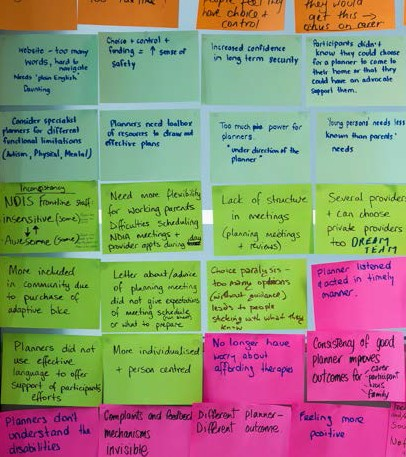 have choice +
control
they would
get this →
Website - too many
words, hard to
navigate
Needs 'plain English'
Daunting
Choice + control +
funding = ↑ sense of
safety
Increased confidence
in long term security
Participants didn't
know they could choose
for a planner to come to
their home or that they
could have an advocate
support them.
Consider specialist
planners for different
functional limitations
(Autism, Physical, Mental)
Planners need toolbox
of resources to draw out
effective plans
Too much power for
planners.
"under direction of the
planner"
'Young persons' needs less
known than parents'
needs
NDIS frontline staff
insensitive (some)
Awesome (some)
Need more flexibility
for working parents
Difficulties scheduling
NDIA meetings +
provider appts during
Lack of structure
in meetings
(planning meetings
+ reviews)
Several providers
+ can choose
private providers
too DREAM
TEAM
More included
in community due
to purchase of
adaptive bike
Letter about/advice
of planning meeting
did not give expectations
of meeting schedule
or what to prepare
Choice paralysis -
too many options
(without guidance)
leads to people
sticking with what they
know
Planner listened
+ acted in timely
manner.
Planners did not
use effective
language to offer
support of participants
efforts
More individualised
+ person centred
No longer have
worry about
affording therapies
Consistency of good
planner improves
outcomes for carer
participant
family
Planners don't
understand the
disabilities
Complaints and feedback
mechanisms
invisible
Different planner -
Different outcome
Feeling more
positive